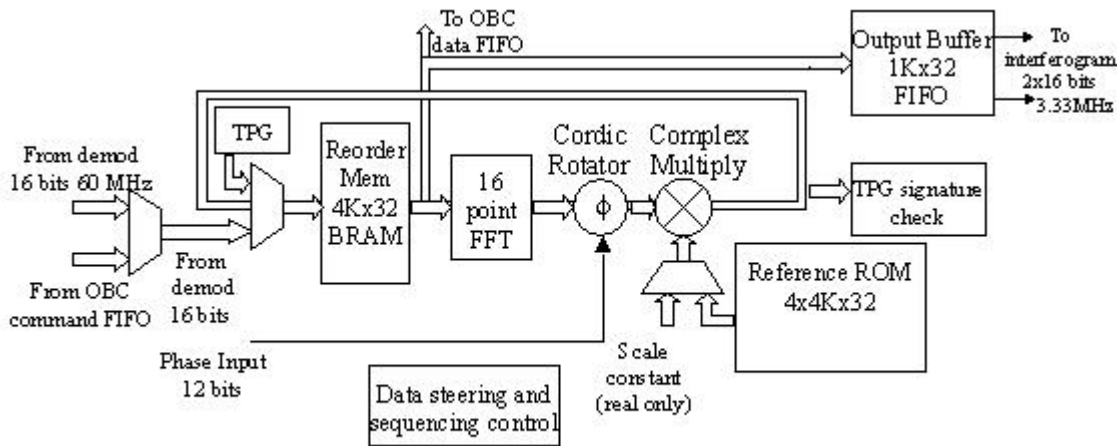 To OBC
data FIFO
Output Buffer
1Kx32
FIFO
To
interferogram
2x16 bits
3.33MHz
TPG
From demod
16 bits 60 MHz
Reorder
Mem
4Kx32
BRAM
16
point
FFT
Cordic
Rotator
ϕ
Complex
Multiply
TPG signature
check
From OBC
command FIFO
From
demod
16 bits
Reference ROM
4x4Kx32
Phase Input
12 bits
Scale
constant
(real only)
Data steering and
sequencing control